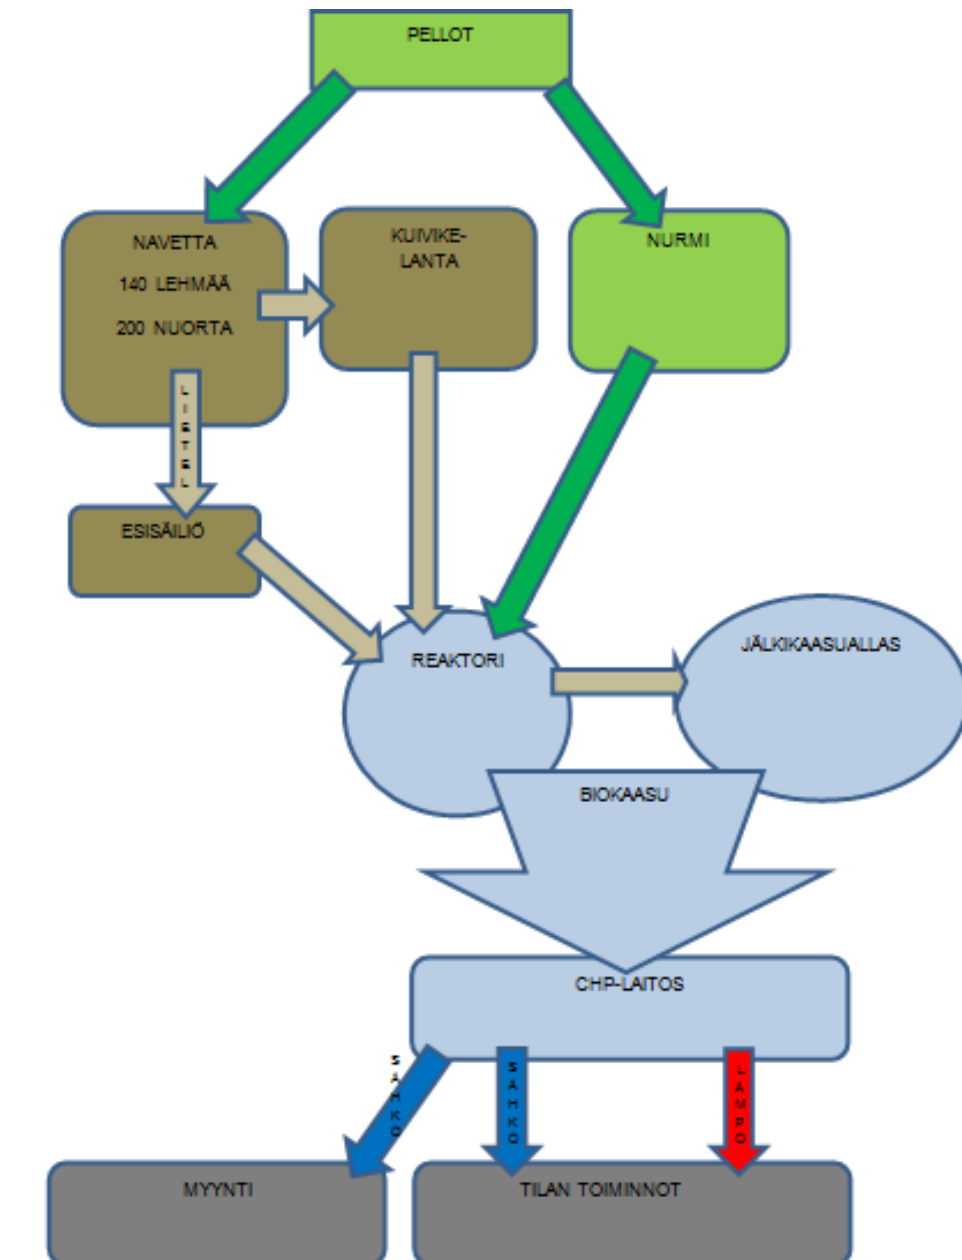 PELLOT
NAVETTA
140 LEHMÄÄ
200 NUORTA
KUIVIKE-
LANTA
NURMI
LIETEL
ESISÄILIÖ
REAKTORI
JÄLKIKAASUALLAS
BIOKAASU
CHP-LAITOS
SÄHKÖ
SÄHKÖ
LÄMPÖ
MYYNTI
TILAN TOIMINNOT